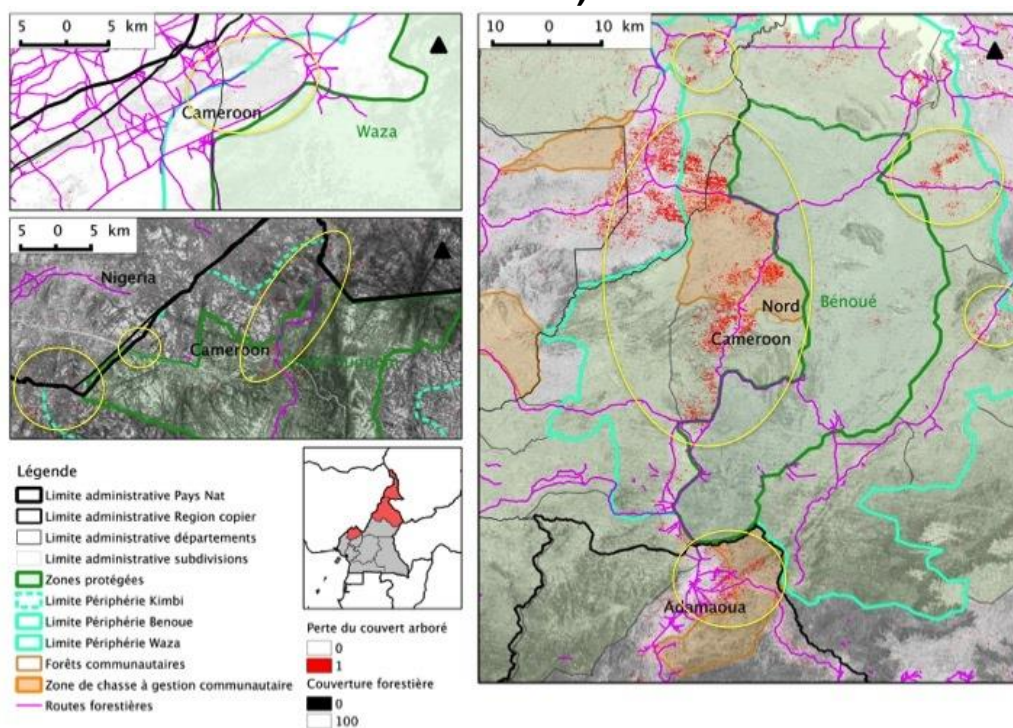 5 0 5 km
Cameroon
Waza
5 0 5 km
Nigeria
Cameroon
10 0 10 km
Nord
Bénoué
Cameroon
Adamaoua
Légende
Limite administrative Pays Nat
Limite administrative Region copier
Limite administrative départements
Limite administrative subdivisions
Zones protégées
Limite Périphérie Kimbi
Limite Périphérie Benoue
Limite Périphérie Waza
Forêts communautaires
Zone de chasse à gestion communautaire
Routes forestières
Perte du couvert arboré
0
1
Couverture forestière
0
100